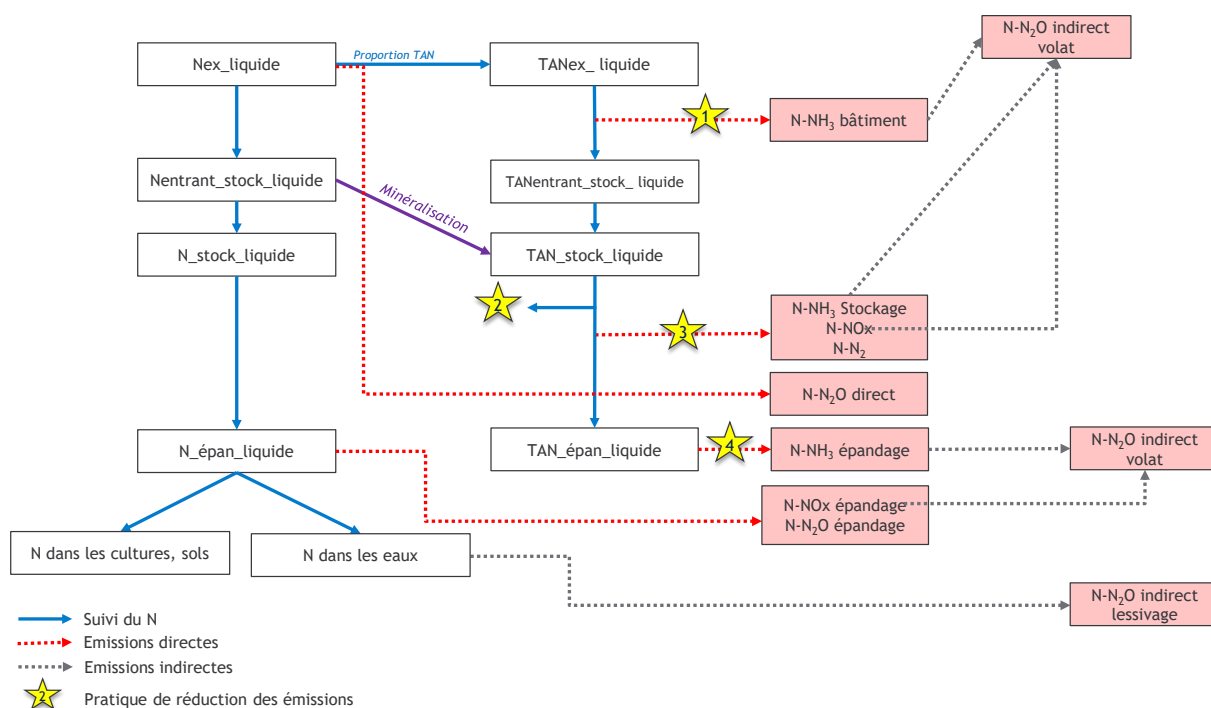 N-N₂O indirect
volat
Nex_liquide
Proportion TAN
TANex_ liquide
1
N-NH₃ bâtiment
Nentrant_stock_liquide
Minéralisation
TANentrant_stock_ liquide
N_stock_liquide
TAN_stock_liquide
2
3
N-NH₃ Stockage
N-NOx
N-N₂
N-N₂O direct
N_épan_liquide
TAN_épan_liquide
4
N-NH₃ épandage
N-N₂O indirect
volat
N-NOx épandage
N-N₂O épandage
N dans les cultures, sols
N dans les eaux
N-N₂O indirect
lessivage
Suivi du N
Emissions directes
Emissions indirectes
2 Pratique de réduction des émissions